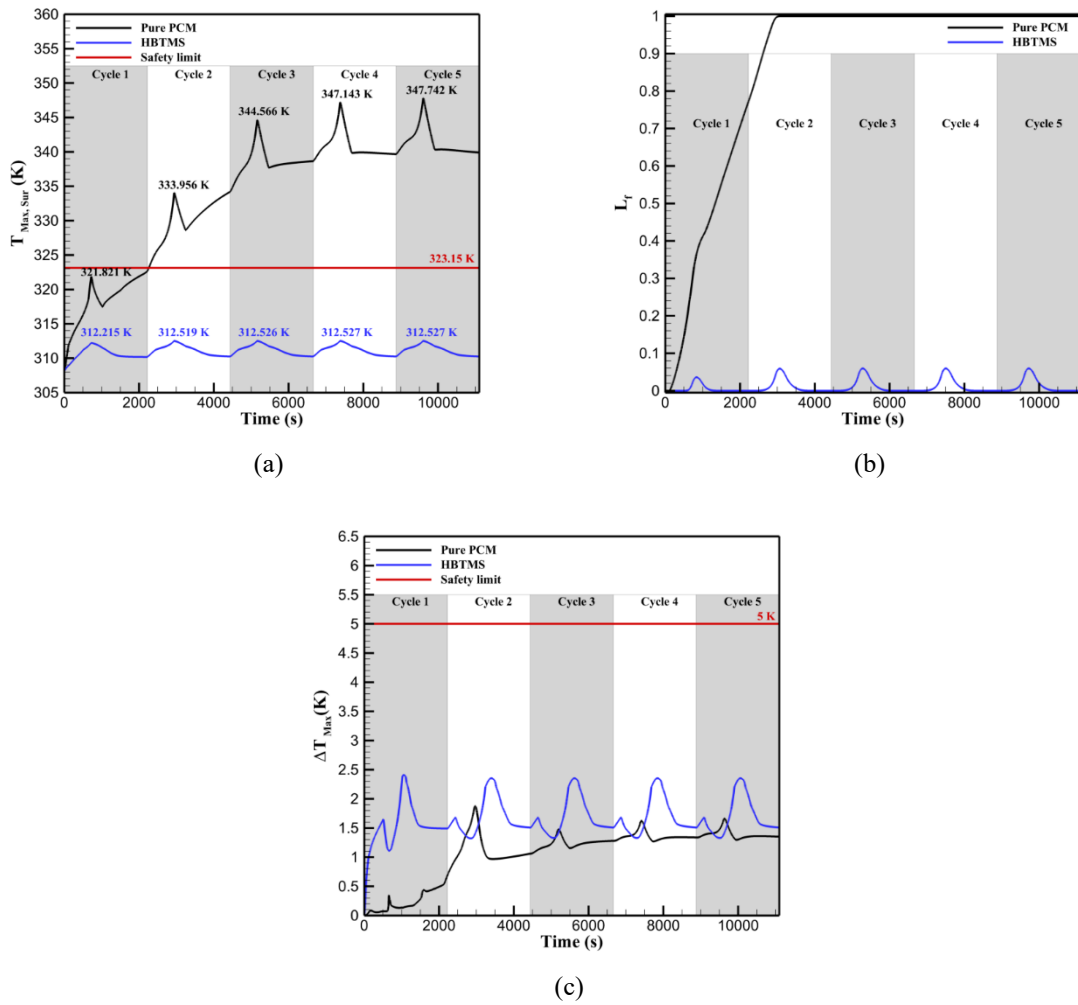 360
355
350
345
340
335
330
325
320
315
310
305
T Max, Sur (K)
Pure PCM
HBTMS
Safety limit
Cycle 1 Cycle 2 Cycle 3 Cycle 4 Cycle 5
321.821 K
333.956 K
344.566 K
347.143 K
347.742 K
323.15 K
312.215 K 312.519 K 312.526 K 312.527 K 312.527 K
0 2000 4000 6000 8000 10000
Time (s)
(a)
1
0.9
0.8
0.7
0.6
0.5
0.4
0.3
0.2
0.1
0
Lf
Pure PCM
HBTMS
Cycle 1 Cycle 2 Cycle 3 Cycle 4 Cycle 5
0 2000 4000 6000 8000 10000
Time (s)
(b)
6.5
6
5.5
5
4.5
4
3.5
3
2.5
2
1.5
1
0.5
0
ΔT Max (K)
Pure PCM
HBTMS
Safety limit
Cycle 1 Cycle 2 Cycle 3 Cycle 4 Cycle 5
5 K
0 2000 4000 6000 8000 10000
Time (s)
(c)